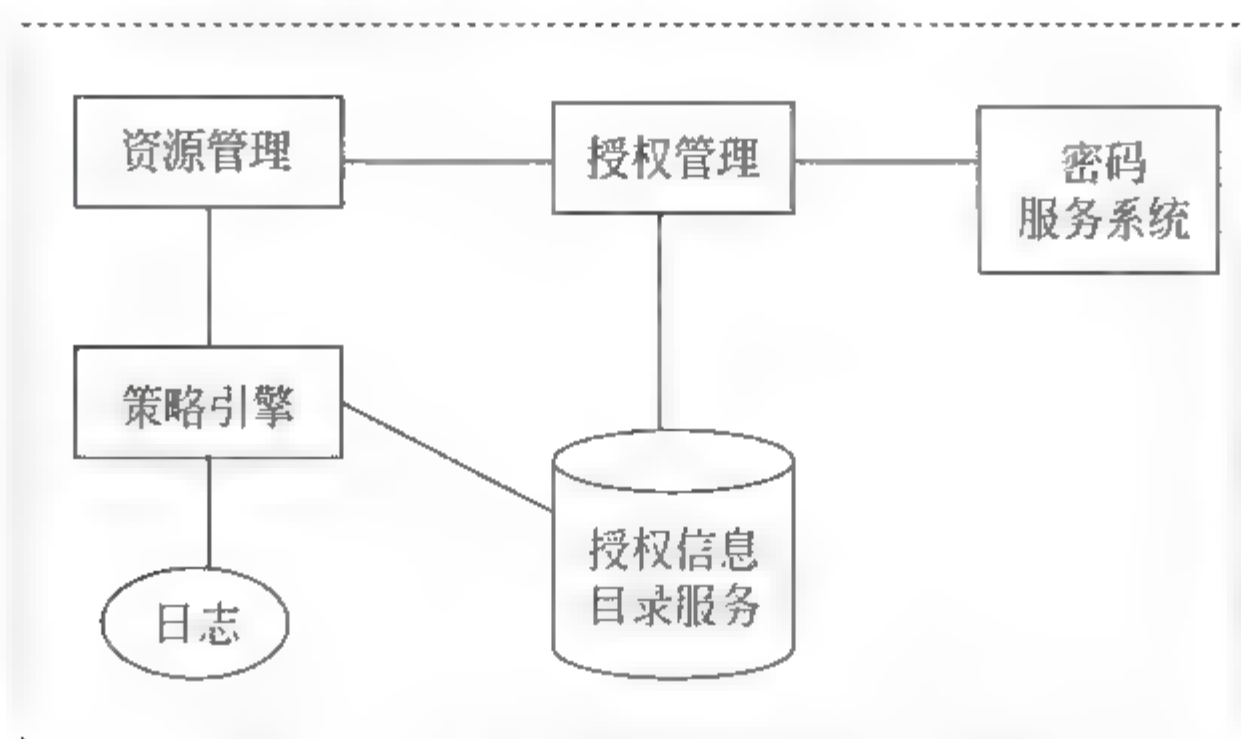 资源管理
授权管理
密码
服务系统
策略引擎
授权信息
目录服务
日志